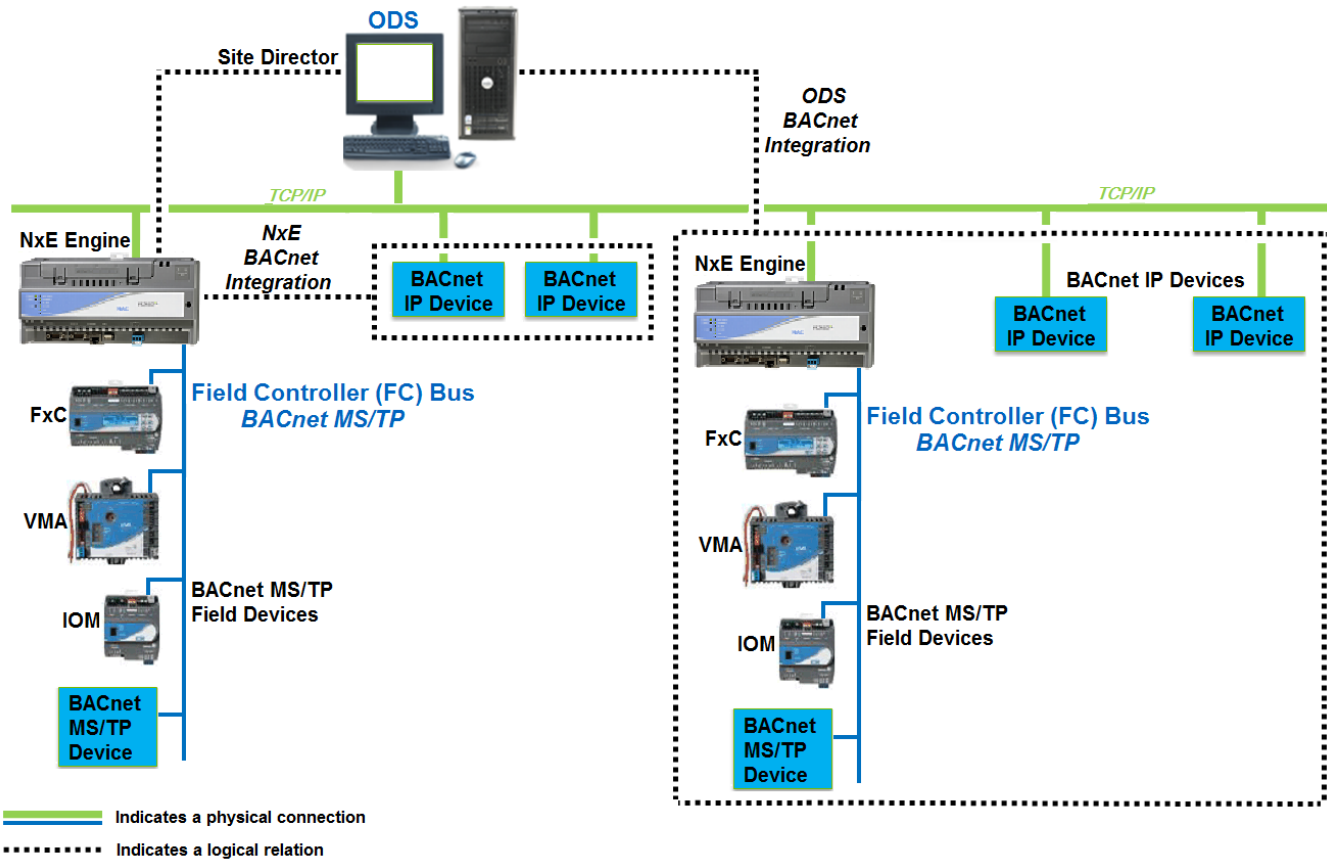 ODS
Site Director
ODS
BACnet
Integration
TCP/IP
TCP/IP
NxE Engine
NxE
BACnet
Integration
BACnet
IP Device
BACnet
IP Device
NxE Engine
BACnet IP Devices
BACnet
IP Device
BACnet
IP Device
Field Controller (FC) Bus
BACnet MS/TP
FxC
VMA
IOM
BACnet MS/TP
Field Devices
BACnet
MS/TP
Device
Field Controller (FC) Bus
BACnet MS/TP
FxC
VMA
IOM
BACnet MS/TP
Field Devices
BACnet
MS/TP
Device
Indicates a physical connection
Indicates a logical relation